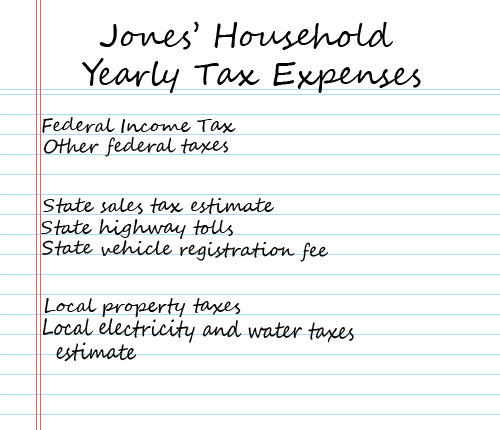 Jones’ Household
Yearly Tax Expenses
Federal Income Tax
Other federal taxes
State sales tax estimate
State highway tolls
State vehicle registration fee
Local property taxes
Local electricity and water taxes
estimate